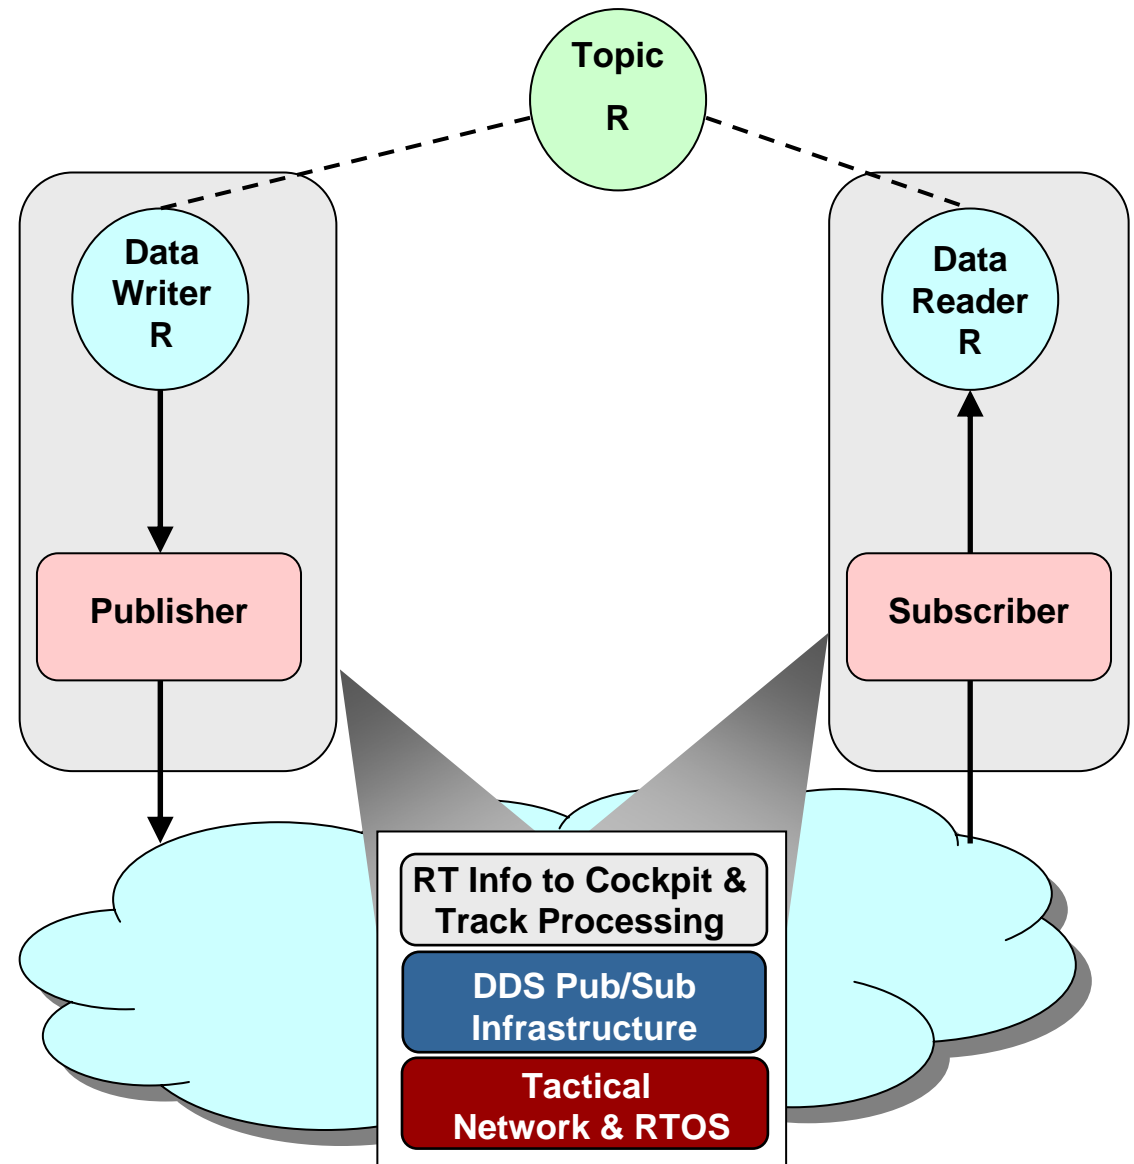 Topic
R
Data
Writer
R
Data
Reader
R
Publisher
Subscriber
RT Info to Cockpit &
Track Processing
DDS Pub/Sub
Infrastructure
Tactical
Network & RTOS